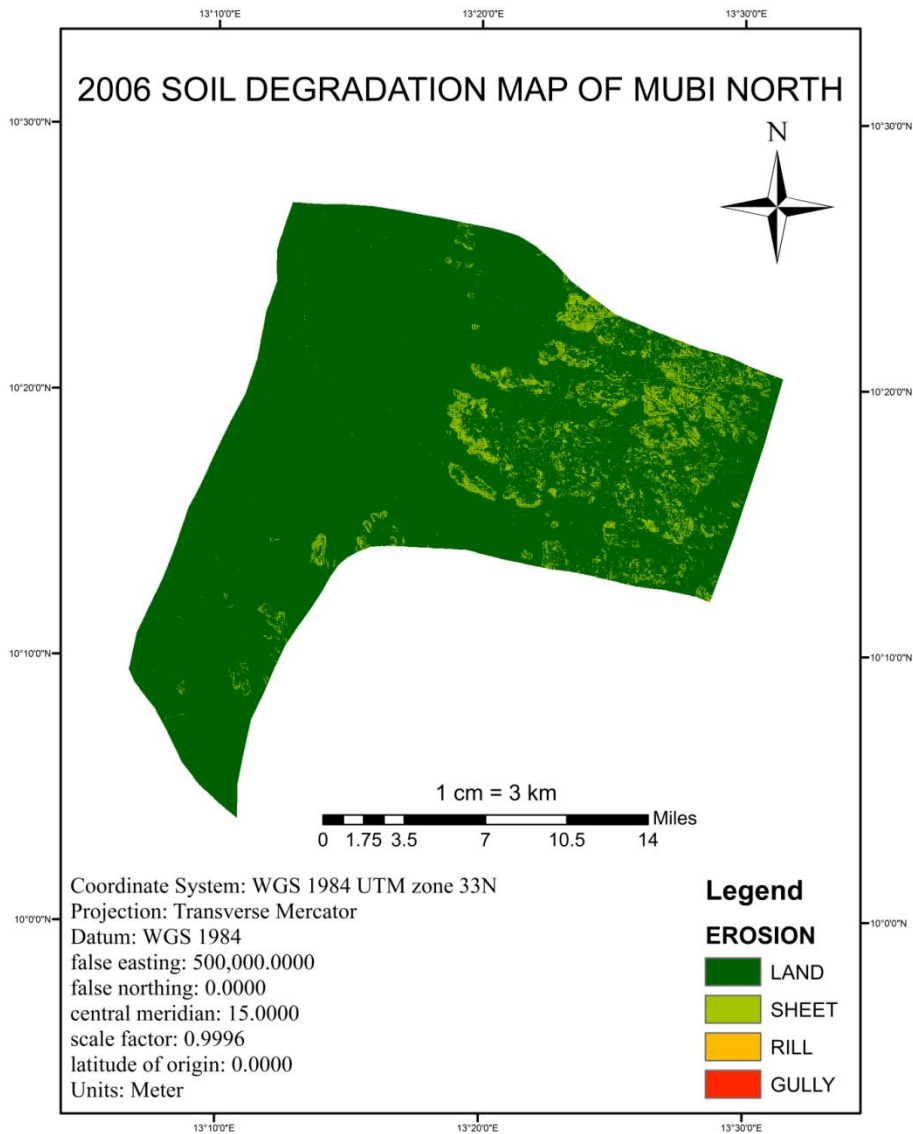 13°10'0"E 13°20'0"E 13°30'0"E
2006 SOIL DEGRADATION MAP OF MUBI NORTH
10°30'0"N 10°30'0"N
N
10°20'0"N 10°20'0"N
10°10'0"N 10°10'0"N
1 cm = 3 km
Miles
0 1.75 3.5 7 10.5 14
Coordinate System: WGS 1984 UTM zone 33N
Projection: Transverse Mercator
Datum: WGS 1984
false easting: 500,000.0000
false northing: 0.0000
central meridian: 15.0000
scale factor: 0.9996
latitude of origin: 0.0000
Units: Meter
10°0'0"N 10°0'0"N
Legend
EROSION
LAND
SHEET
RILL
GULLY
13°10'0"E 13°20'0"E 13°30'0"E